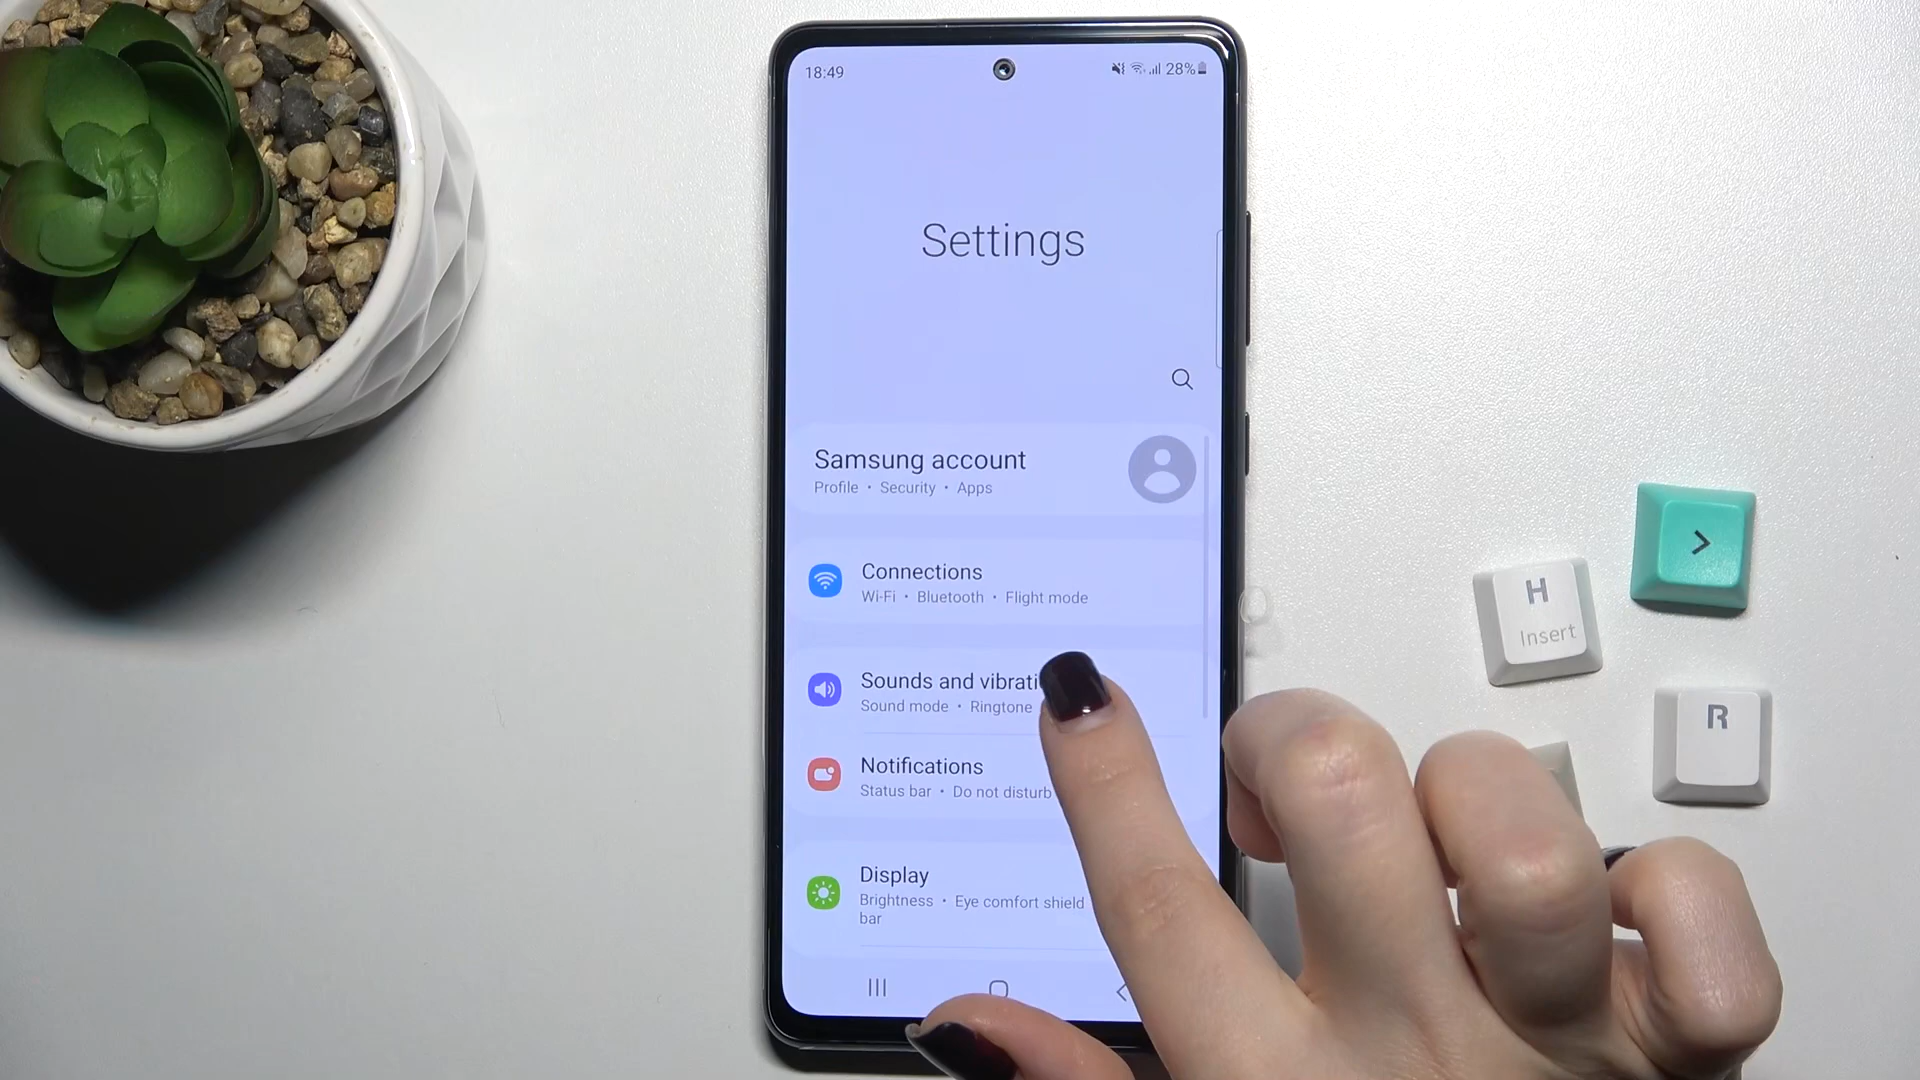 18:49
28%
Settings
Samsung account
Profile • Security • Apps
Connections
Wi-Fi • Bluetooth • Flight mode
Sounds and vibrati
Sound mode • Ringtone
Notifications
Status bar • Do not disturb
Display
Brightness • Eye comfort shield
bar
>
H
Insert
R